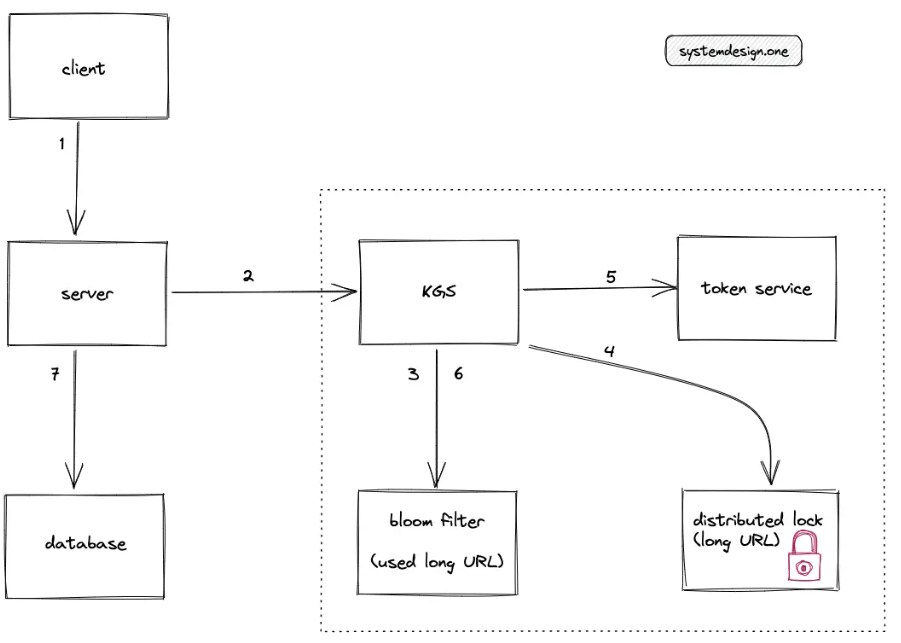 client
systemdesign.one
1
server
2
KGS
5
token service
7
3
6
4
database
bloom filter
(used long URL)
distributed lock
(long URL)